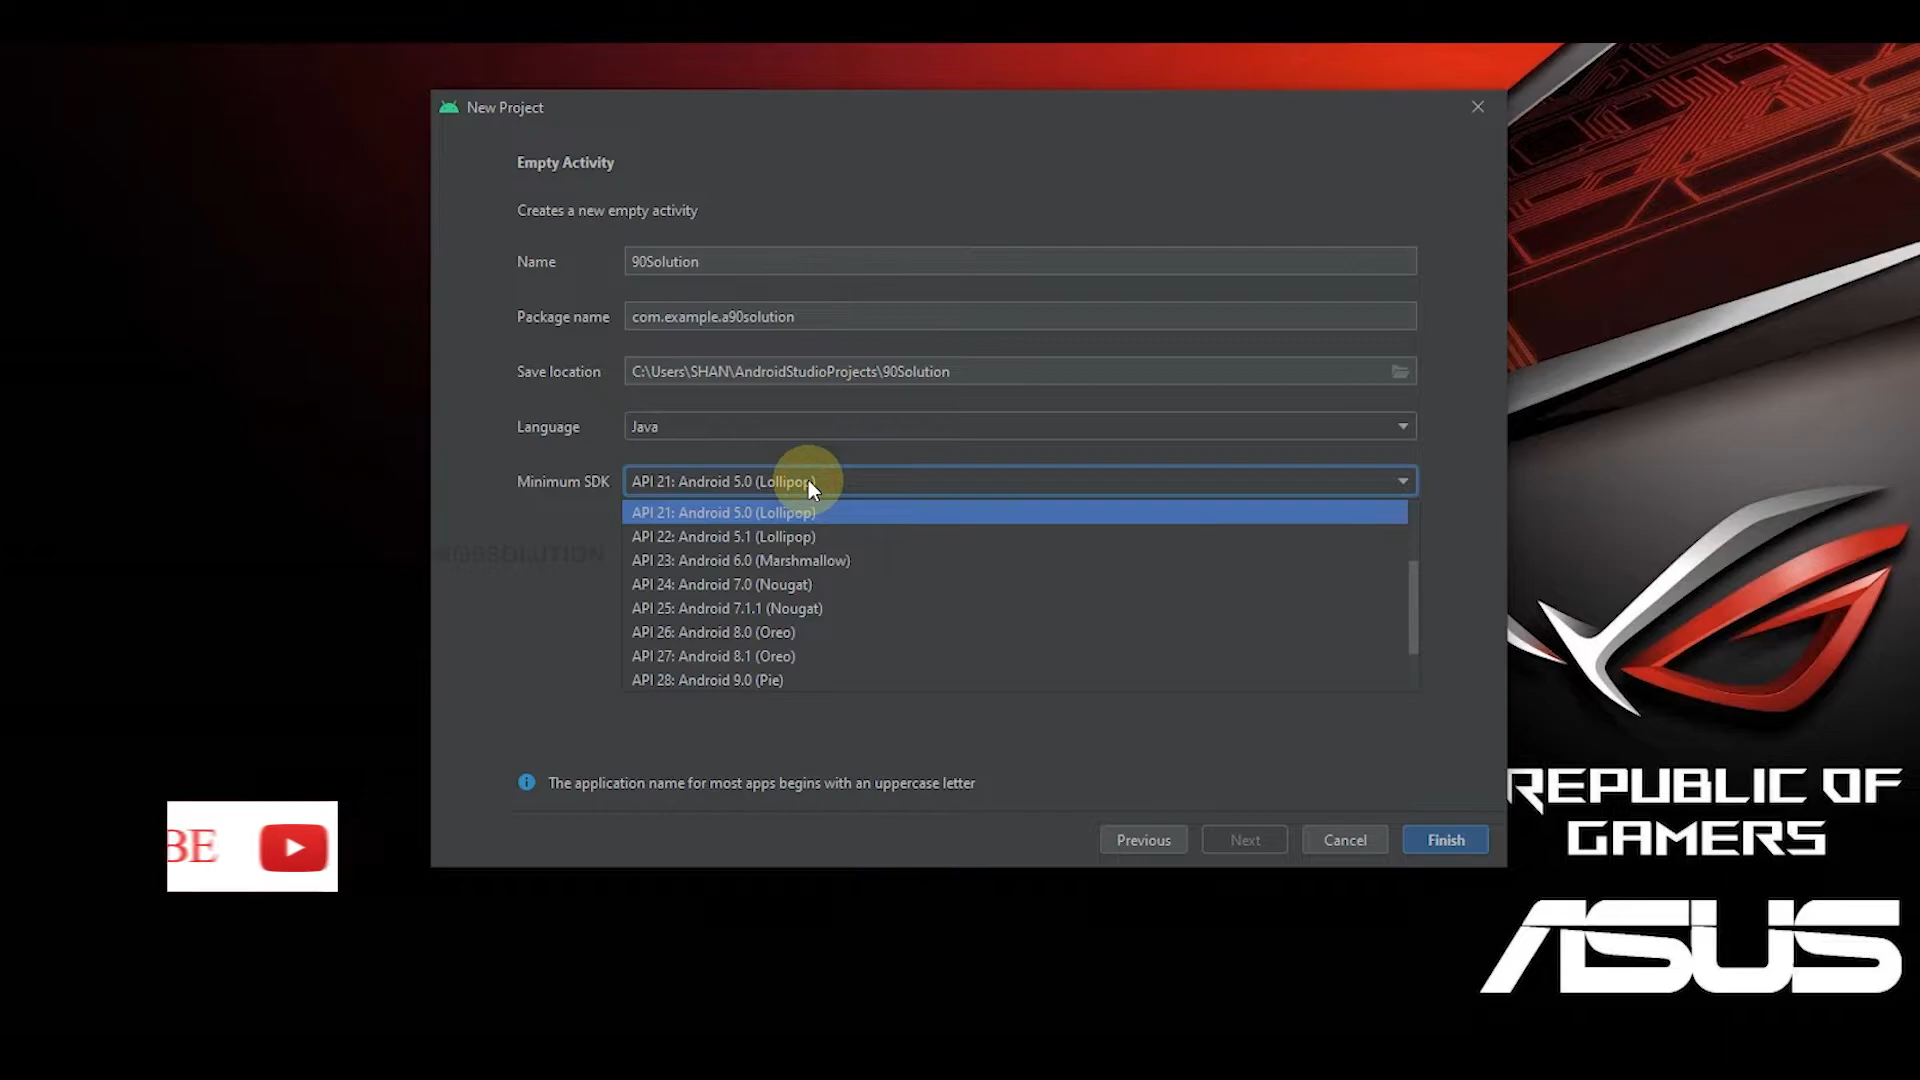 New Project
Empty Activity
Creates a new empty activity
Name 90Solution
Package name com.example.a90solution
Save location C:\Users\SHAN\AndroidStudioProjects\90Solution
Language Java
Minimum SDK API 21: Android 5.0 (Lollipop)
API 21: Android 5.0 (Lollipop)
API 22: Android 5.1 (Lollipop)
API 23: Android 6.0 (Marshmallow)
API 24: Android 7.0 (Nugat)
API 25: Android 7.1.1 (Nougat)
API 26: Android 8.0 (Oreo)
API 27: Android 8.1 (Oreo)
API 28: Android 9.0 (Pie)
The application name for most apps begins with an uppercase letter
Previous Next Cancel Finish
BE
REPUBLIC OF
GAMERS
ASUS